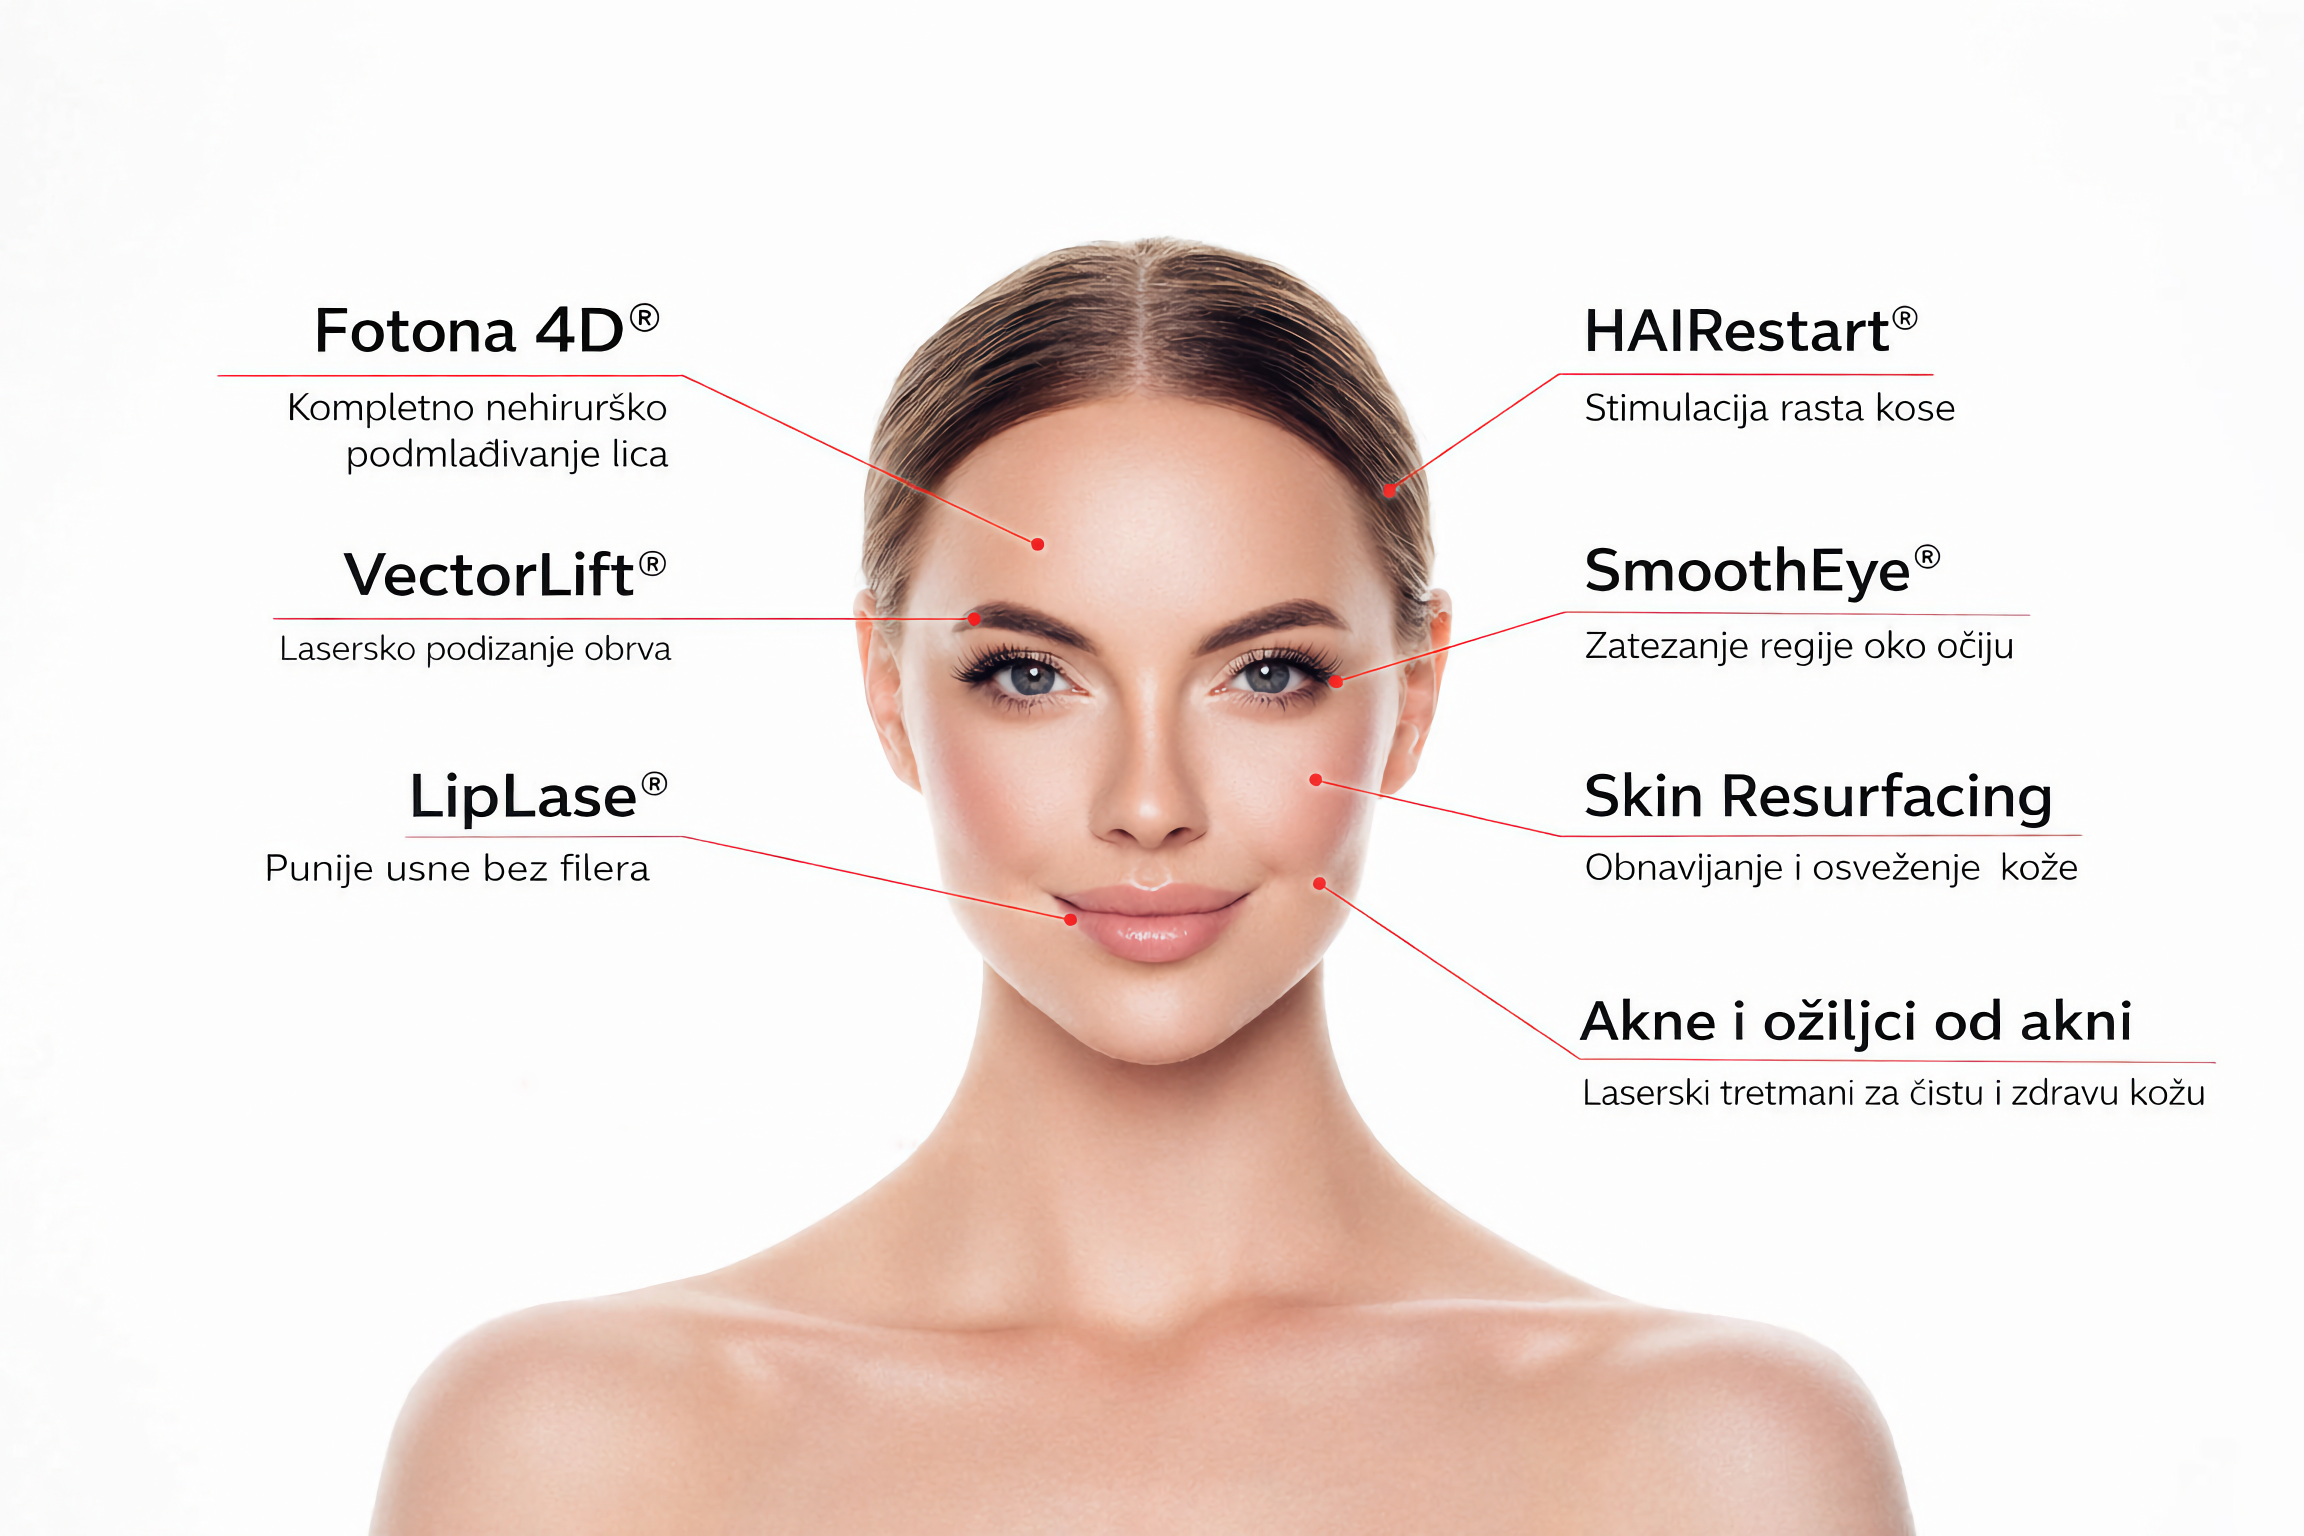 Fotona 4D®
Kompletno nehirurško
podmlađivanje lica
VectorLift®
Lasersko podizanje obrva
LipLase®
Punije usne bez filera
HAIRestart®
Stimulacija rasta kose
SmoothEye®
Zatezanje regije oko očiju
Skin Resurfacing
Obnavijanje i osveženje kože
Akne i ožiljci od akni
Laserski tretmani za čistu i zdravu kožu